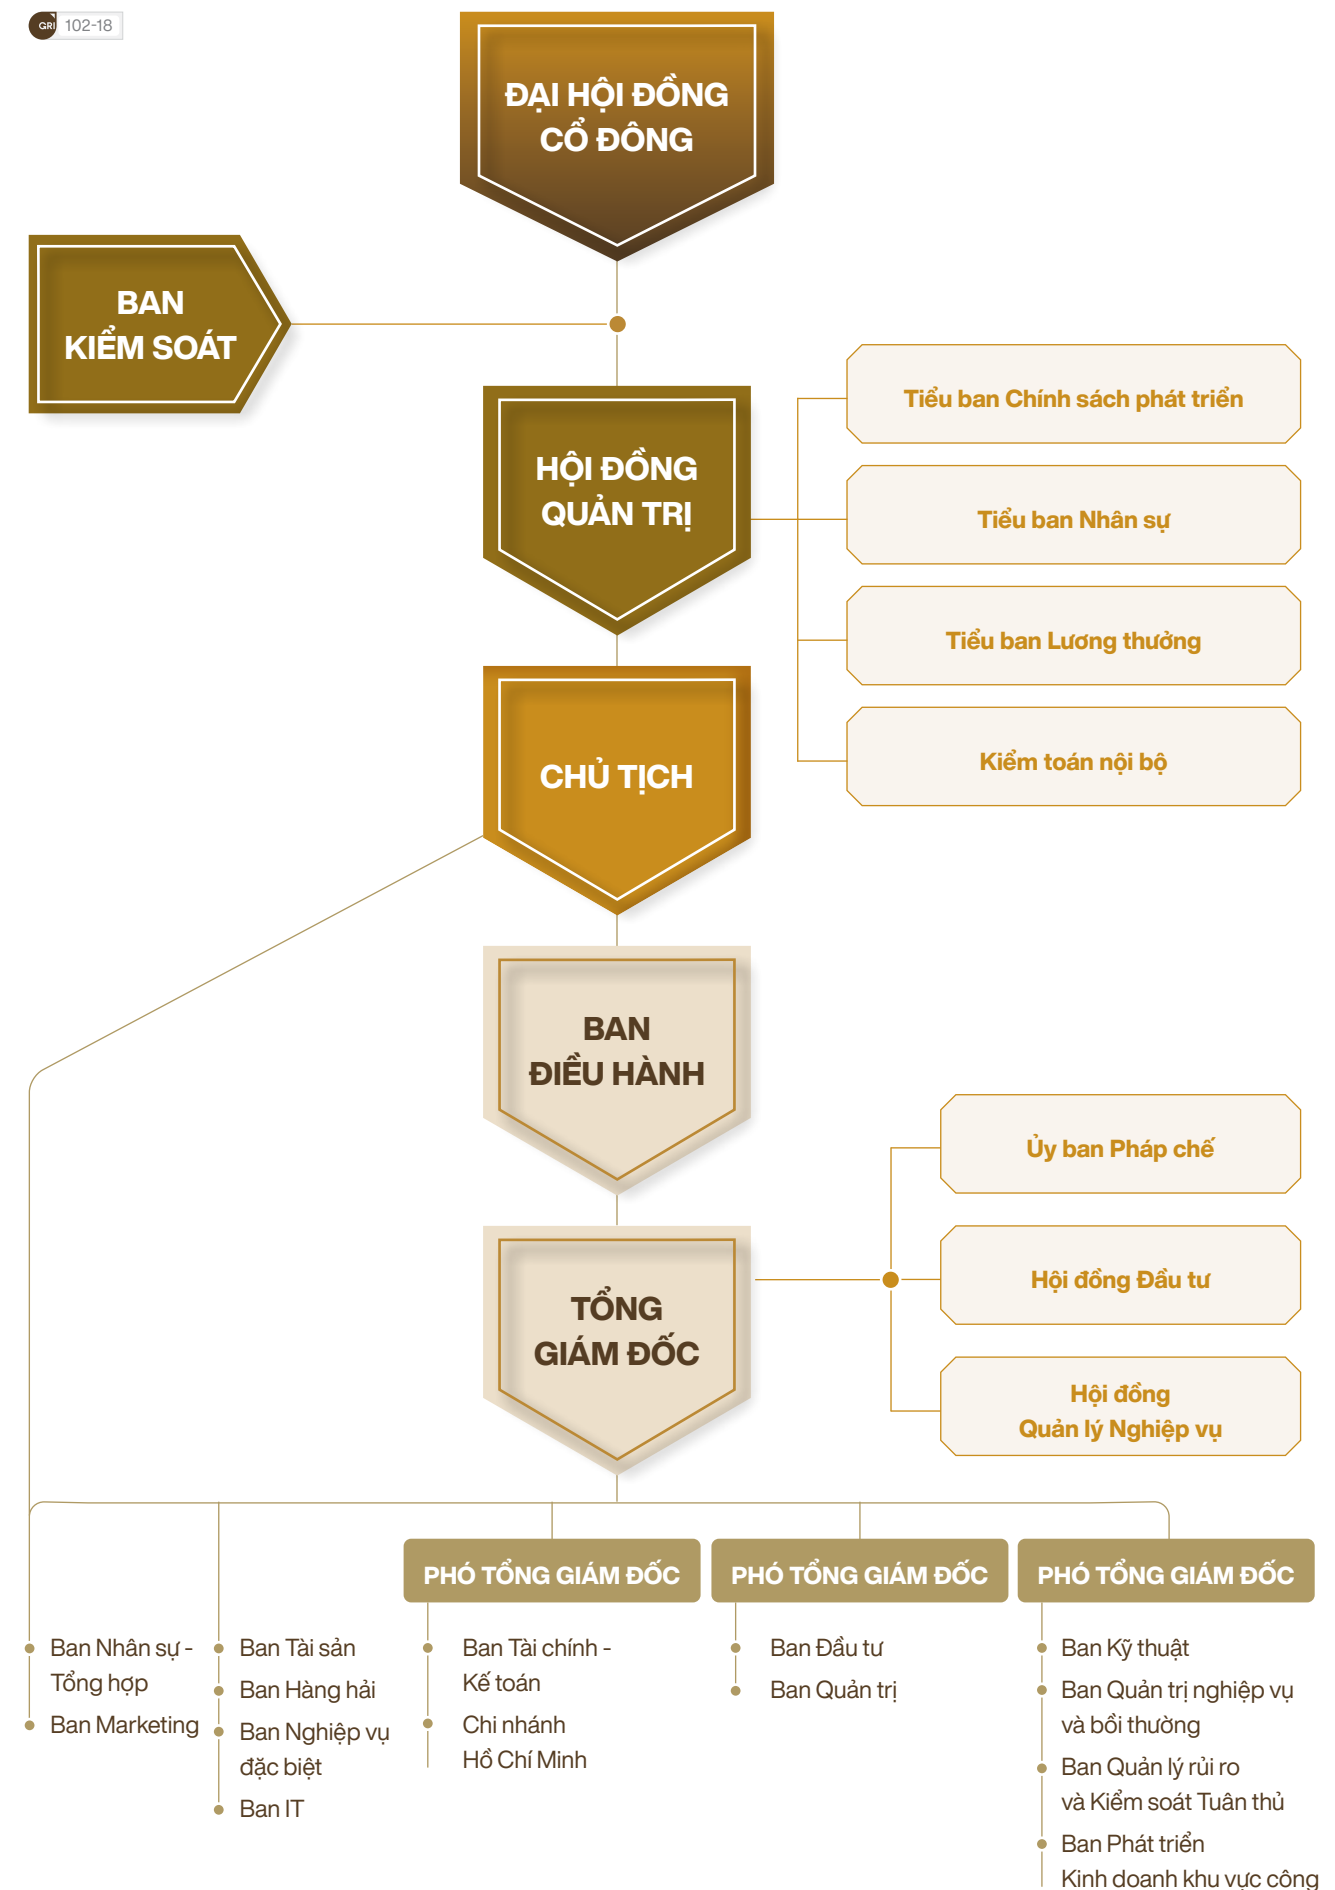 GRI 102-18
ĐẠI HỘI ĐỒNG
CỔ ĐÔNG
BAN
KIỂM SOÁT
HỘI ĐỒNG
QUẢN TRỊ
Tiểu ban Chính sách phát triển
Tiểu ban Nhân sự
Tiểu ban Lương thưởng
Kiểm toán nội bộ
CHỦ TỊCH
BAN
ĐIỀU HÀNH
TỔNG
GIÁM ĐỐC
Ủy ban Pháp chế
Hội đồng Đầu tư
Hội đồng
Quản lý Nghiệp vụ
Ban Nhân sự -
Tổng hợp
Ban Marketing
Ban Tài sản
Ban Hàng hải
Ban Nghiệp vụ
đặc biệt
Ban IT
PHÓ TỔNG GIÁM ĐỐC
Ban Tài chính -
Kế toán
Chi nhánh
Hồ Chí Minh
PHÓ TỔNG GIÁM ĐỐC
Ban Đầu tư
Ban Quản trị
PHÓ TỔNG GIÁM ĐỐC
Ban Kỹ thuật
Ban Quản trị nghiệp vụ
và bồi thường
Ban Quản lý rủi ro
và Kiểm soát Tuân thủ
Ban Phát triển
Kinh doanh khu vực công